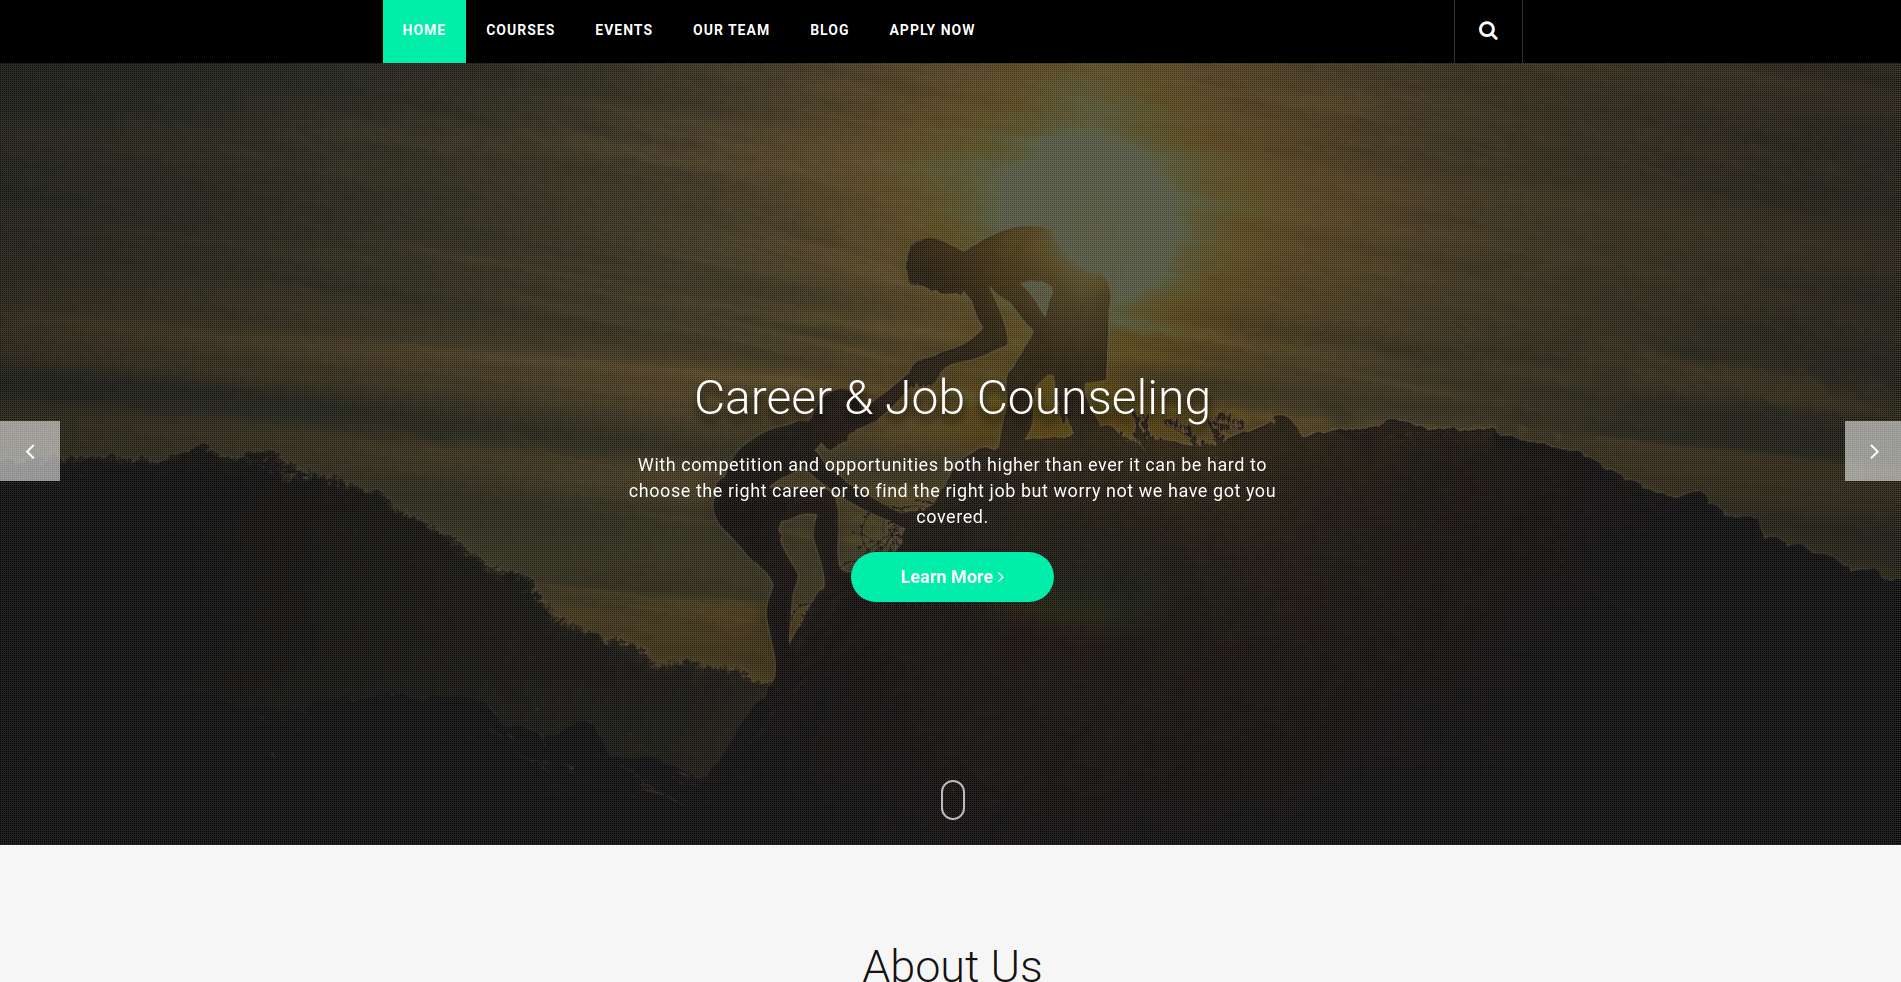 HOME COURSES EVENTS OUR TEAM BLOG APPLY NOW
Career & Job Counseling
With competition and opportunities both higher than ever it can be hard to
choose the right career or to find the right job but worry not we have got you
covered.
Learn More
About Us